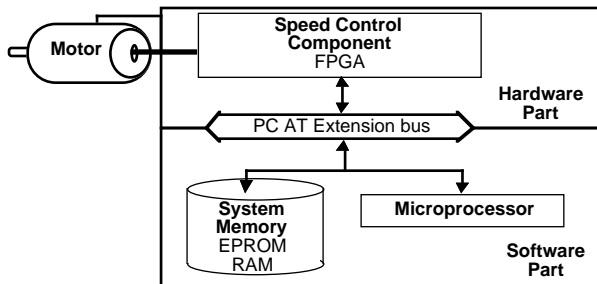 Motor
Speed Control
Component
FPGA
Hardware
Part
PC AT Extension bus
System
Memory
EPROM
RAM
Microprocessor
Software
Part